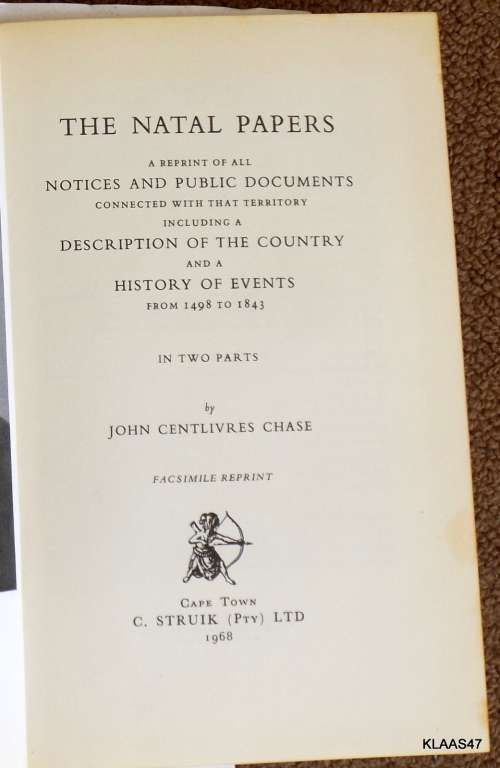 THE NATAL PAPERS
A REPRINT OF ALL
NOTICES AND PUBLIC DOCUMENTS
CONNECTED WITH THAT TERRITORY
INCLUDING A
DESCRIPTION OF THE COUNTRY
AND A
HISTORY OF EVENTS
FROM 1498 TO 1843
IN TWO PARTS
by
JOHN CENTLIVRES CHASE
FACSIMILE REPRINT
CAPE TOWN
C. STRUIK (PTY) LTD
1968
KLAAS47